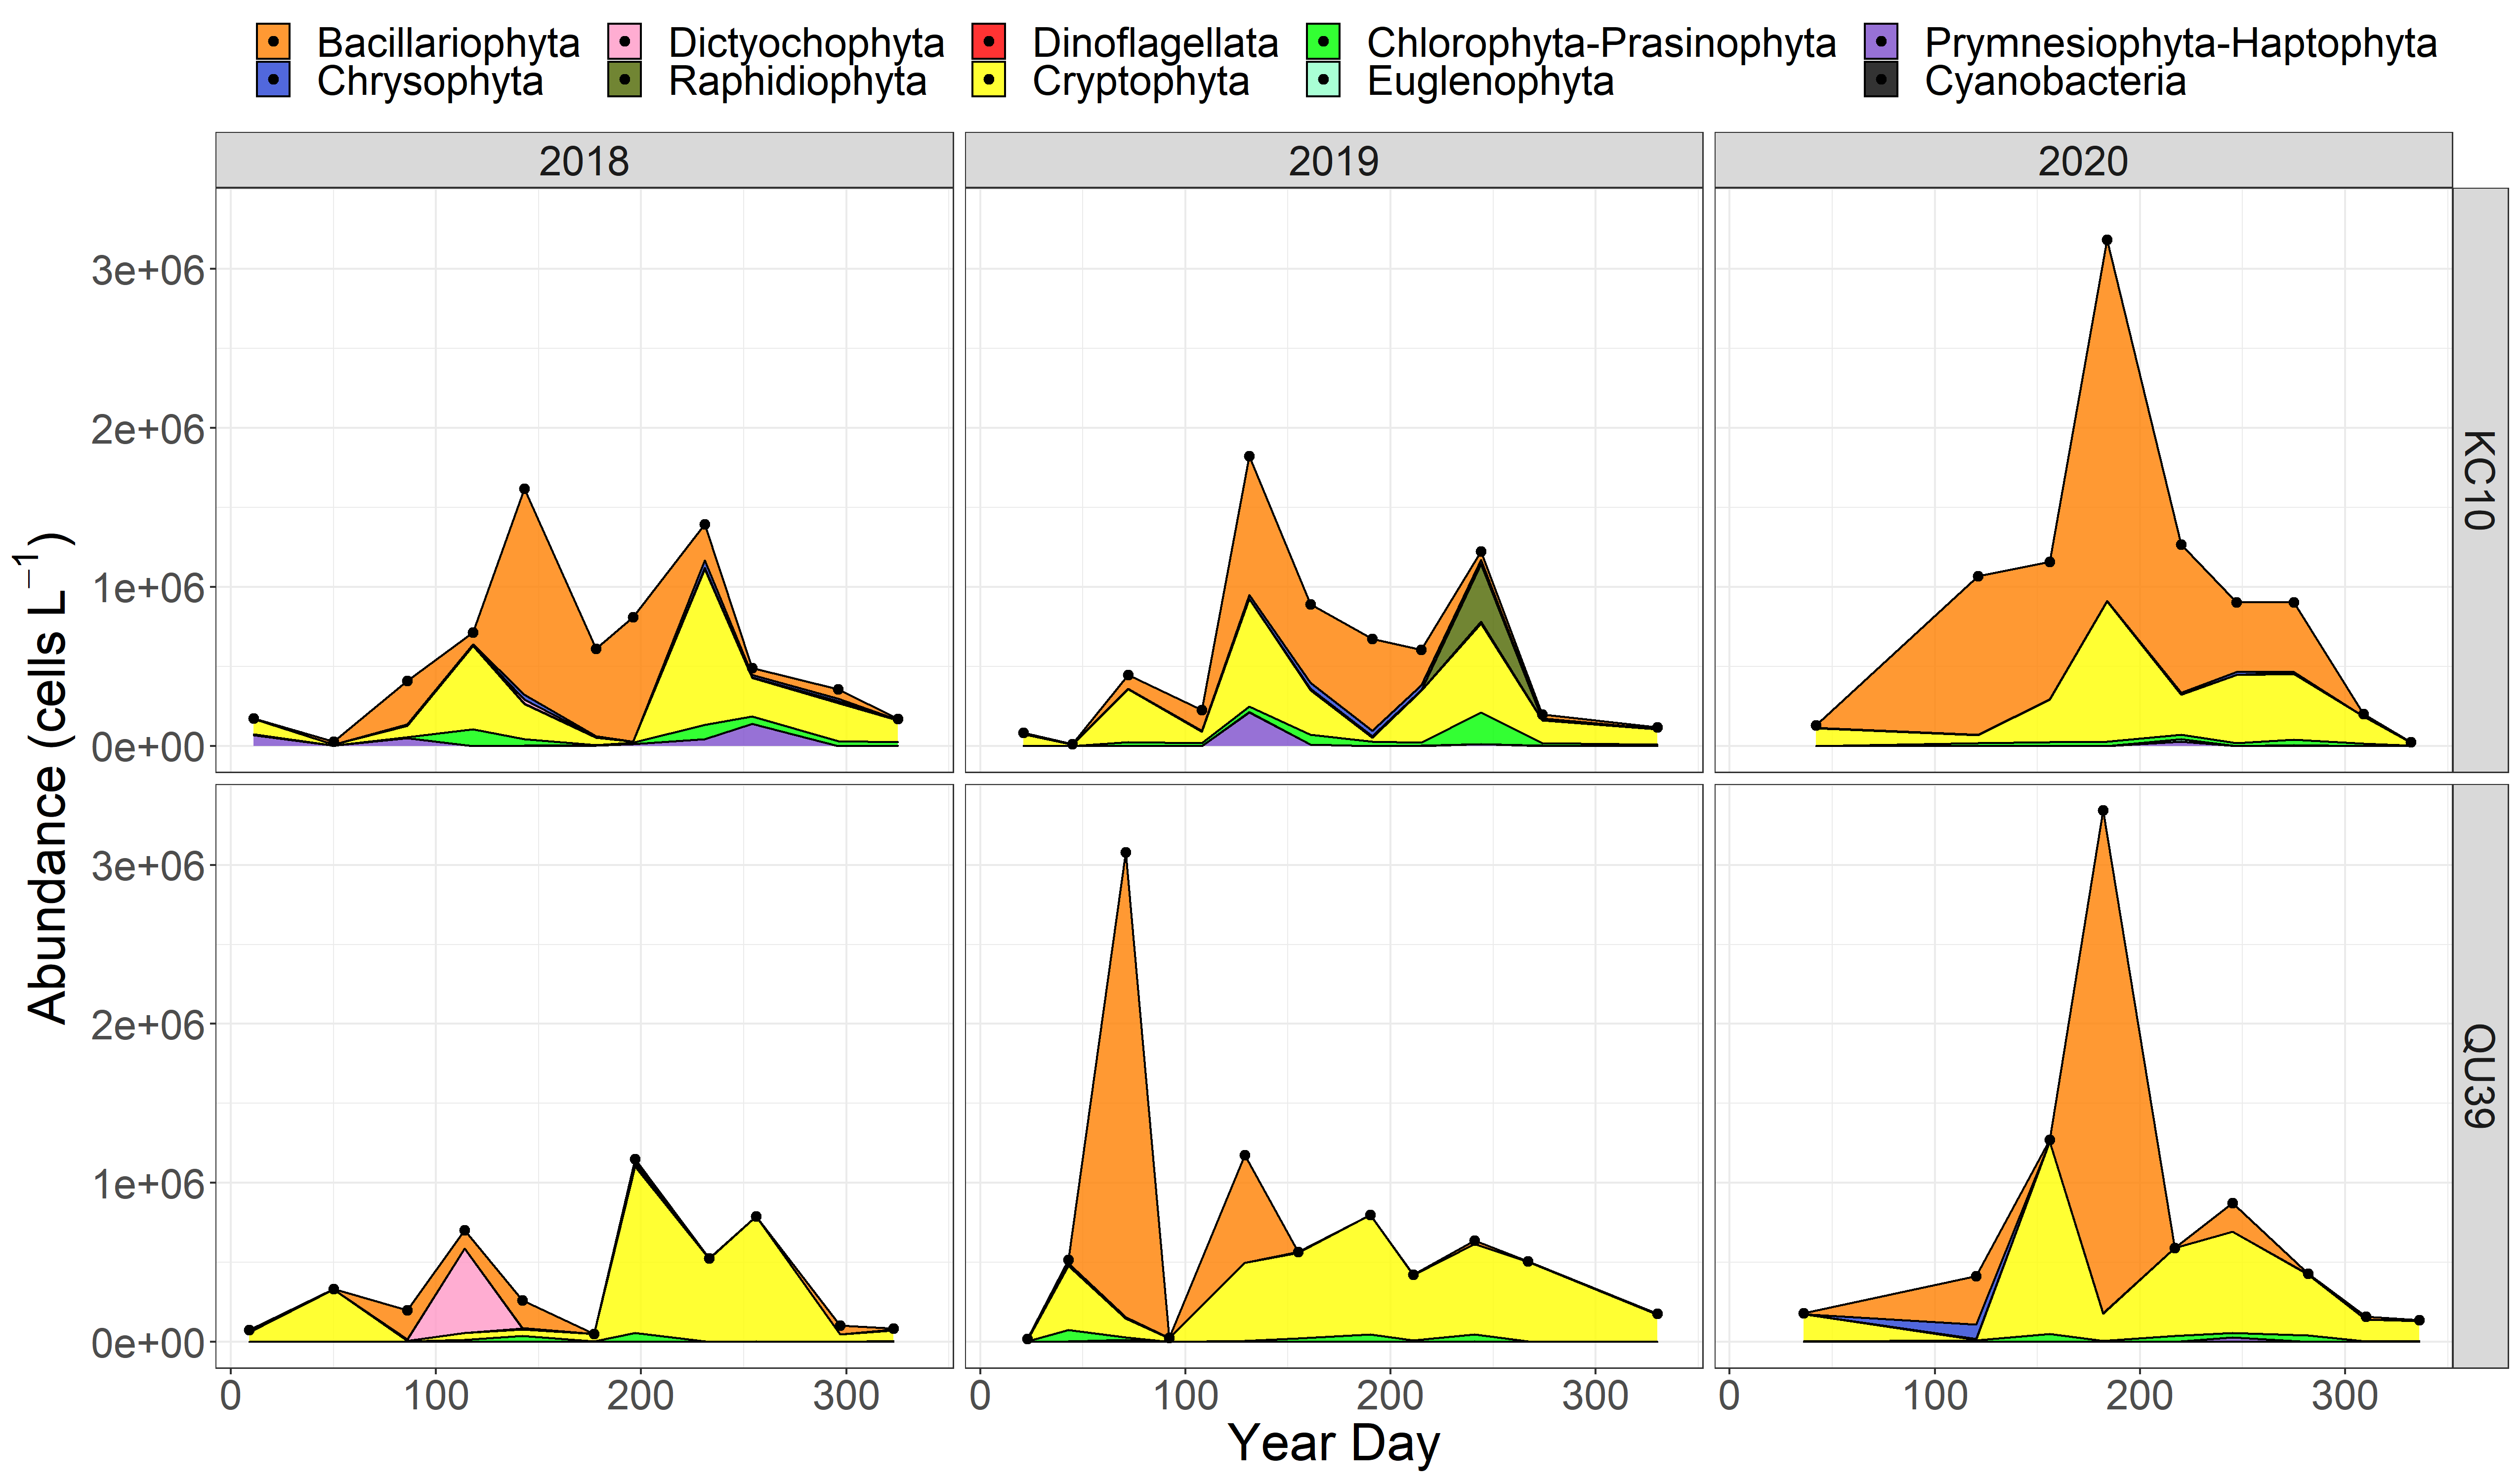 Bacillariophyta Dictyochophyta Dinoflagellata Chlorophyta-Prasinophyta Prymnesiophyta-Haptophyta
Chrysophyta Raphidiophyta Cryptophyta Euglenophyta Cyanobacteria
2018 2019 2020
3e+06
2e+06
1e+06
0e+00
KC10
Abundance (cells L⁻¹)
3e+06
2e+06
1e+06
0e+00
QU39
0 100 200 300 0 100 200 300 0 100 200 300
Year Day